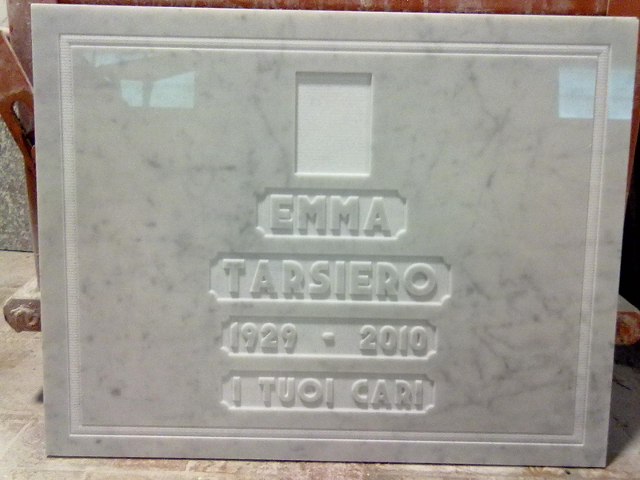 EMMA
TARSIERO
1929 - 2010
I TUOI CARI